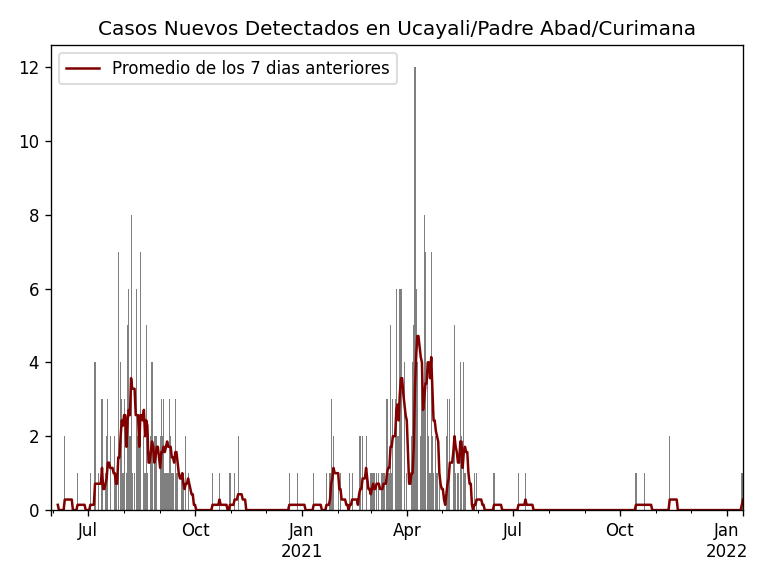 Casos Nuevos Detectados en Ucayali/Padre Abad/Curimana
Promedio de los 7 dias anteriores
12
10
8
6
4
2
0
Jul
Oct
Jan
2021
Apr
Jul
Oct
Jan
2022